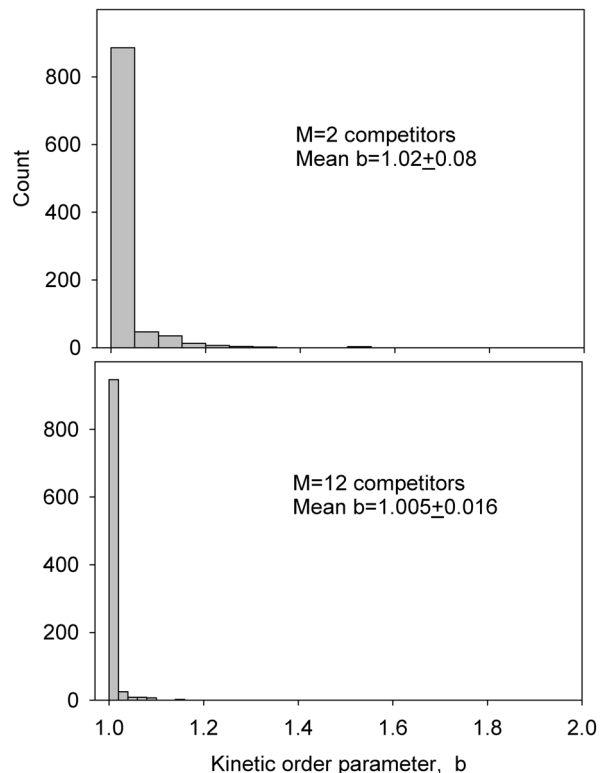 800
600
400
200
0
Count
M=2 competitors
Mean b=1.02±0.08
800
600
400
200
0
M=12 competitors
Mean b=1.005±0.016
1.0 1.2 1.4 1.6 1.8 2.0
Kinetic order parameter, b